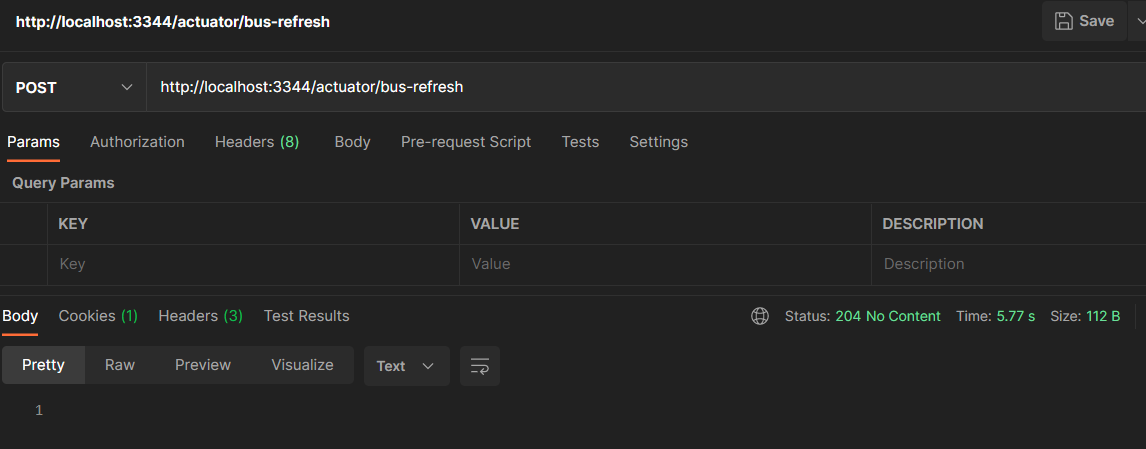 http://localhost:3344/actuator/bus-refresh Save
POST http://localhost:3344/actuator/bus-refresh
Params Authorization Headers (8) Body Pre-request Script Tests Settings
Query Params
KEY VALUE DESCRIPTION
Key Value Description
Body Cookies (1) Headers (3) Test Results Status: 204 No Content Time: 5.77 s Size: 112 B
Pretty Raw Preview Visualize Text
1